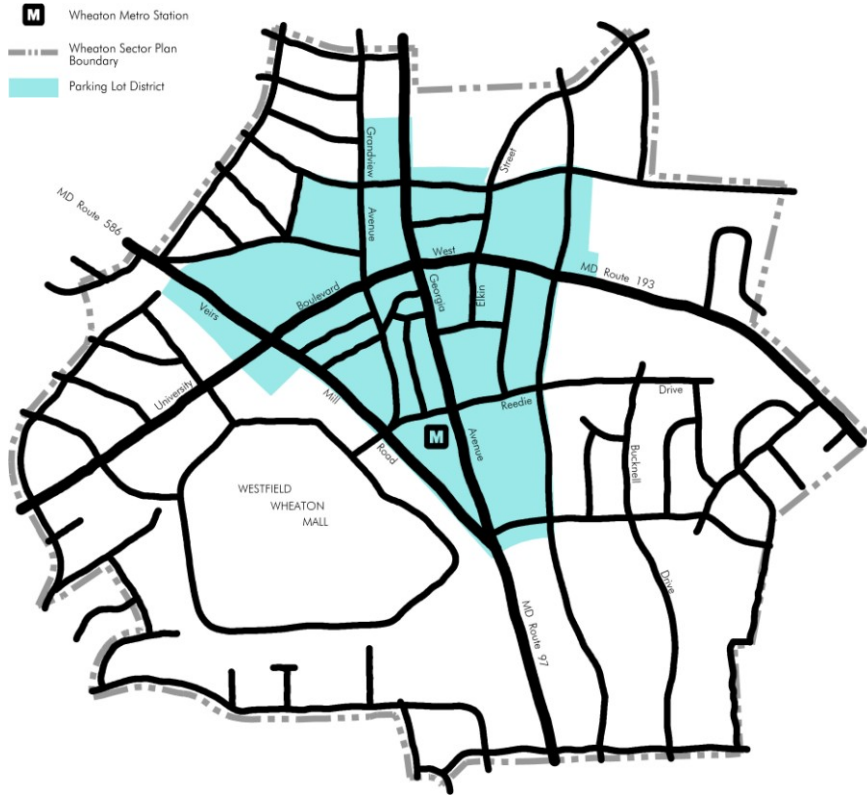 M
Wheaton Metro Station
Wheaton Sector Plan
Boundary
Parking Lot District
Grandview
Avenue
Street
MD Route 586
West
MD Route 193
Georgia
Elkin
Boulevard
Veirs
University
Mill
Reedie
Drive
M
Avenue
Road
Bucknell
WESTFIELD
WHEATON
MALL
Drive
MD Route 97